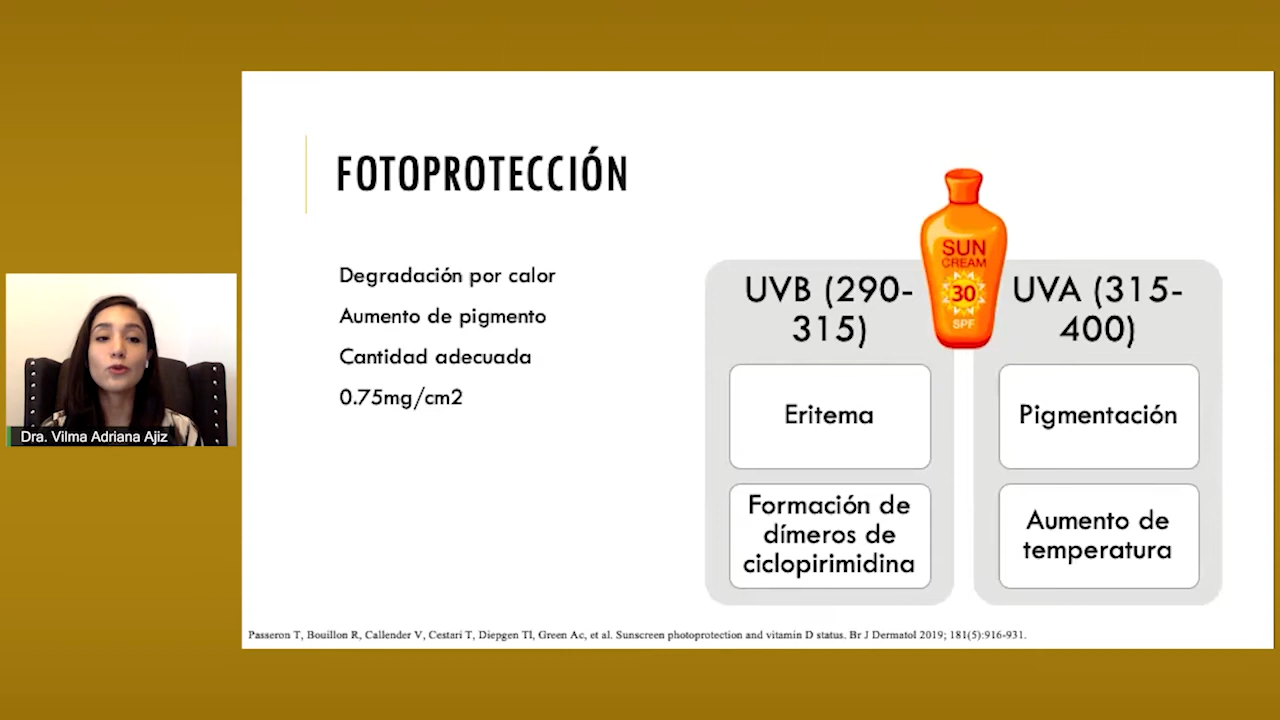 FOTOPROTECCIÓN
Degradación por calor
Aumento de pigmento
Cantidad adecuada
0.75mg/cm2
SUN
CREAM
30
SPF
UVB (290-
315)
Eritema
Formación de
dímeros de
ciclopirimidina
UVA (315-
400)
Pigmentación
Aumento de
temperatura
Dra. Vilma Adriana Ajiz
Passeron T, Bouillon R, Callender V, Cestari T, Diepgen Tl, Green Ac, et al. Sunscreen photoprotection and vitamin D status. Br J Dermatol 2019; 181(5):916-931.